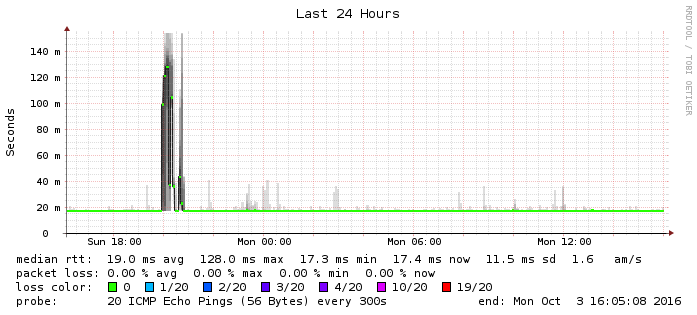 Last 24 Hours
RRDTOOL / TOBI OETIKER
Seconds
140 m
120 m
100 m
80 m
60 m
40 m
20 m
0
Sun 18:00 Mon 00:00 Mon 06:00 Mon 12:00
median rtt: 19.0 ms avg 128.0 ms max 17.3 ms min 17.4 ms now 11.5 ms sd 1.6 am/s
packet loss: 0.00 % avg 0.00 % max 0.00 % min 0.00 % now
loss color: 0 1/20 2/20 3/20 4/20 10/20 19/20
probe: 20 ICMP Echo Pings (56 Bytes) every 300s end: Mon Oct 3 16:05:08 2016